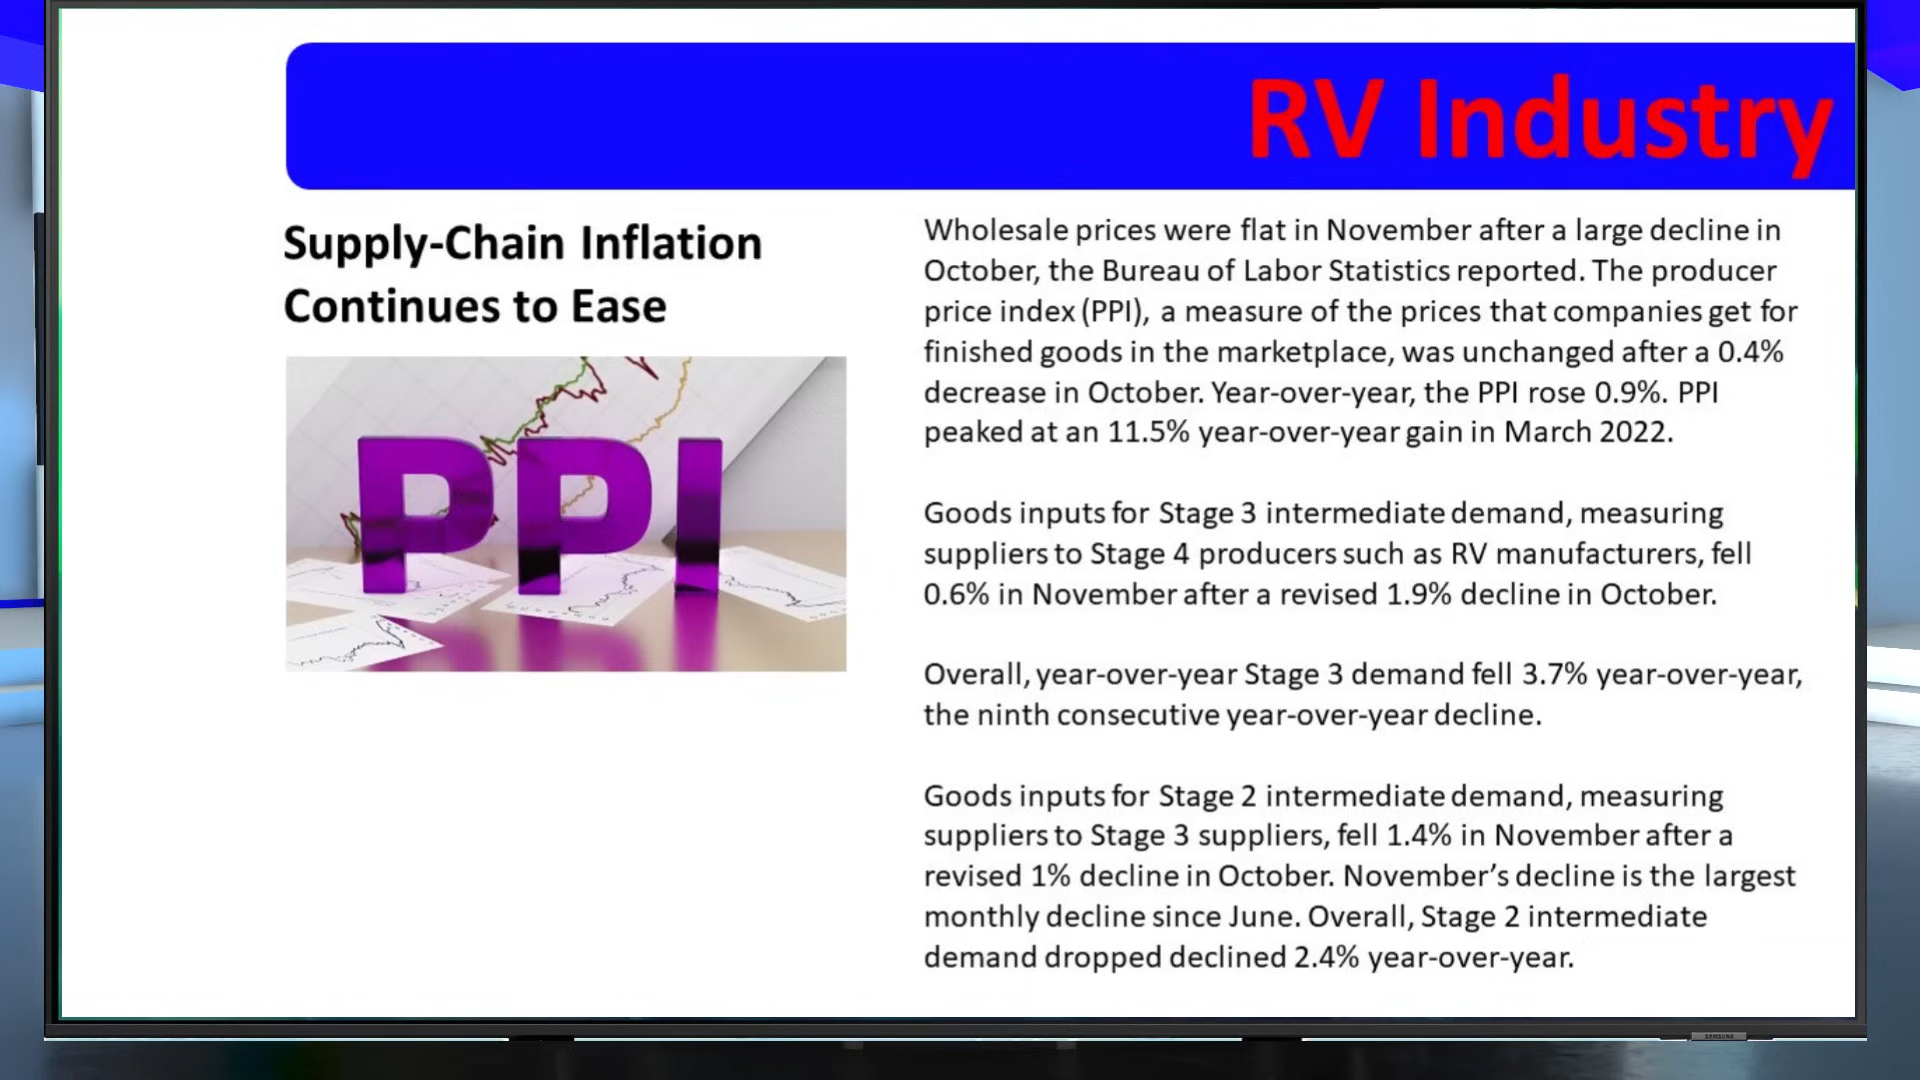 RV Industry
Supply-Chain Inflation
Continues to Ease
PPI
Wholesale prices were flat in November after a large decline in
October, the Bureau of Labor Statistics reported. The producer
price index (PPI), a measure of the prices that companies get for
finished goods in the marketplace, was unchanged after a 0.4%
decrease in October. Year-over-year, the PPI rose 0.9%. PPI
peaked at an 11.5% year-over-year gain in March 2022.
Goods inputs for Stage 3 intermediate demand, measuring
suppliers to Stage 4 producers such as RV manufacturers, fell
0.6% in November after a revised 1.9% decline in October.
Overall, year-over-year Stage 3 demand fell 3.7% year-over-year,
the ninth consecutive year-over-year decline.
Goods inputs for Stage 2 intermediate demand, measuring
suppliers to Stage 3 suppliers, fell 1.4% in November after a
revised 1% decline in October. November’s decline is the largest
monthly decline since June. Overall, Stage 2 intermediate
demand dropped declined 2.4% year-over-year.
SAMSUNG